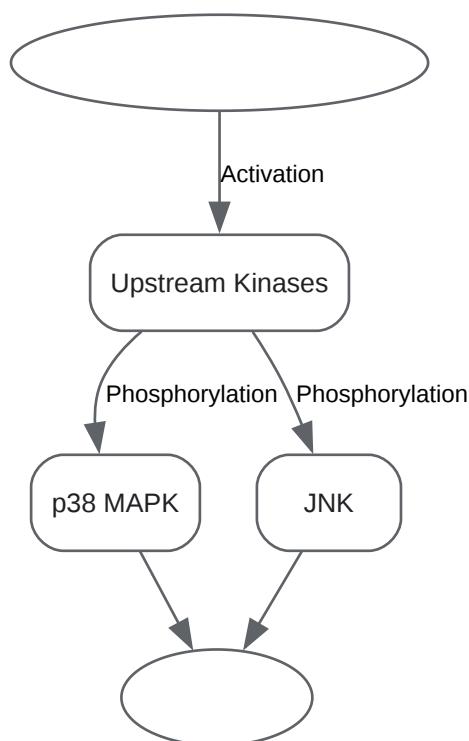 Activation
Upstream Kinases
Phosphorylation
Phosphorylation
p38 MAPK
JNK